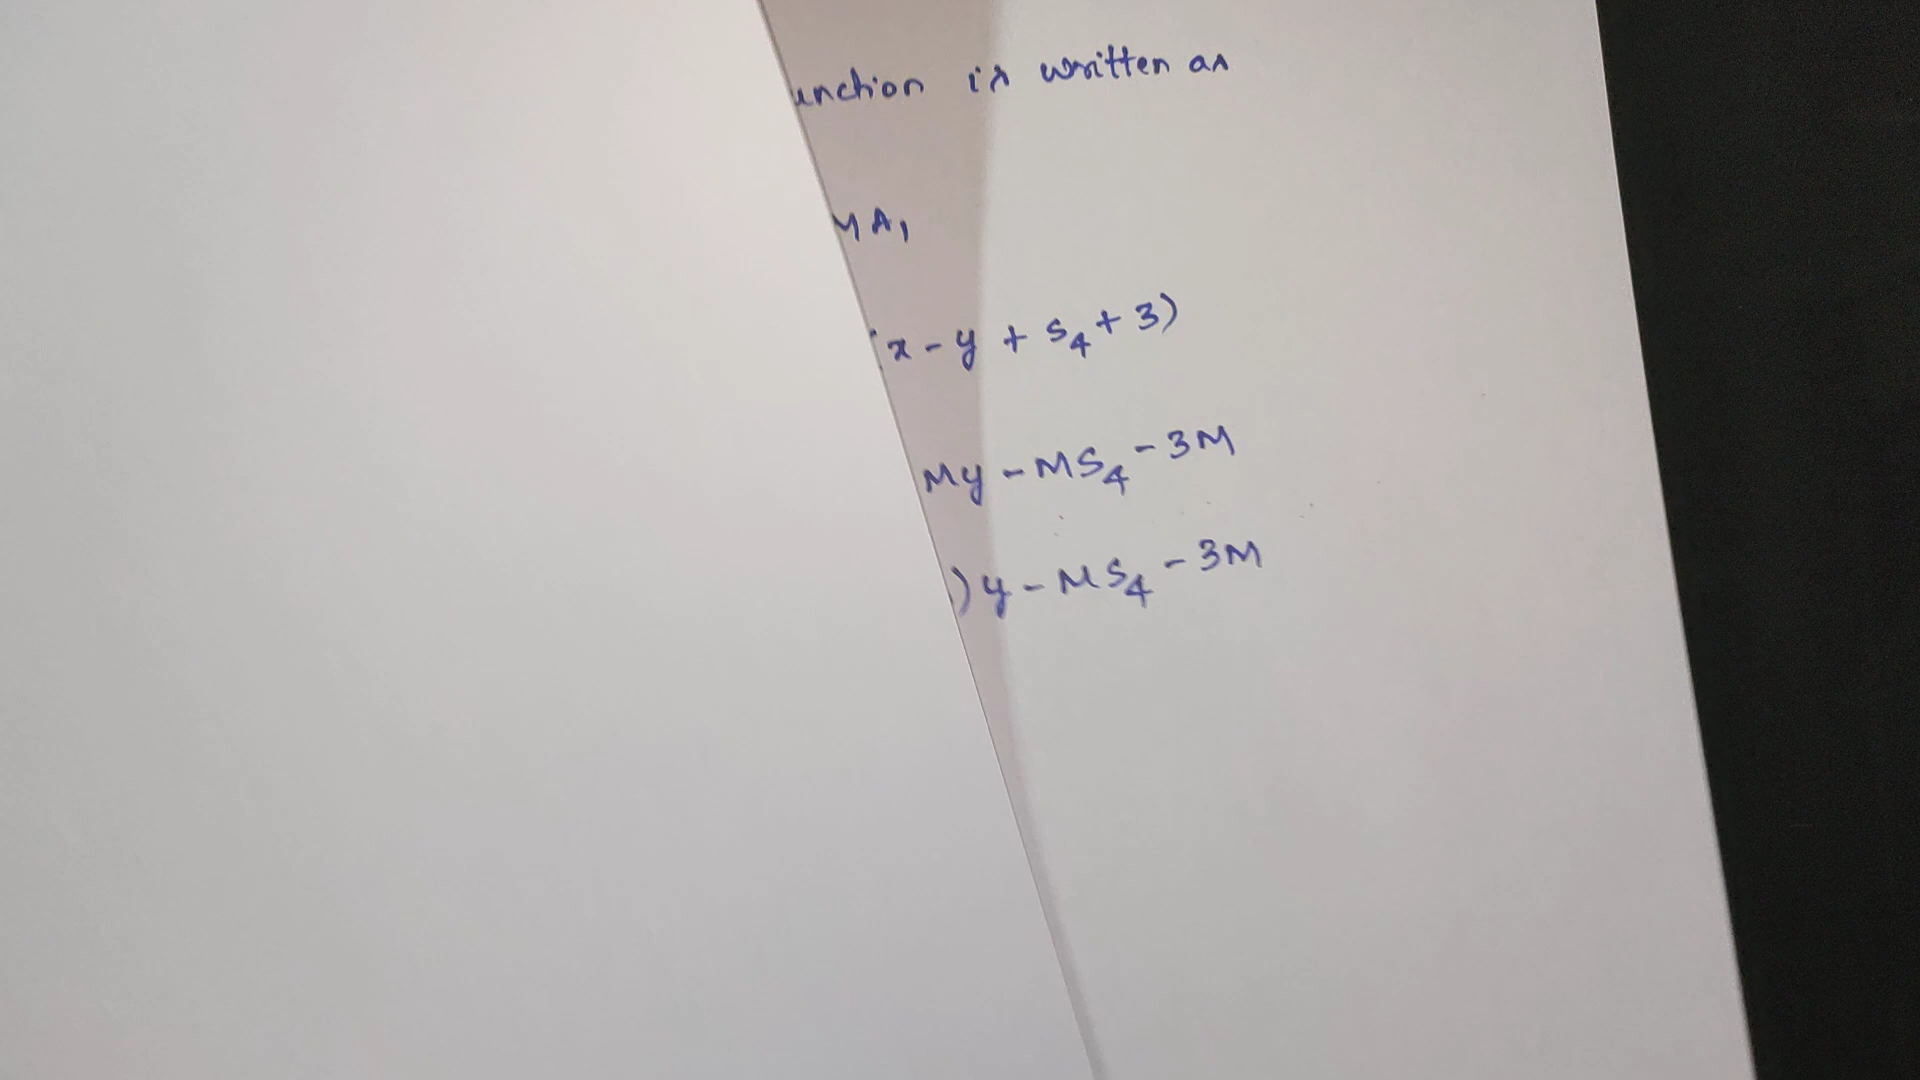 unction is written as
MA₁
(x - y + S₄ + 3)
My - MS₄ - 3M
)y - MS₄ - 3M